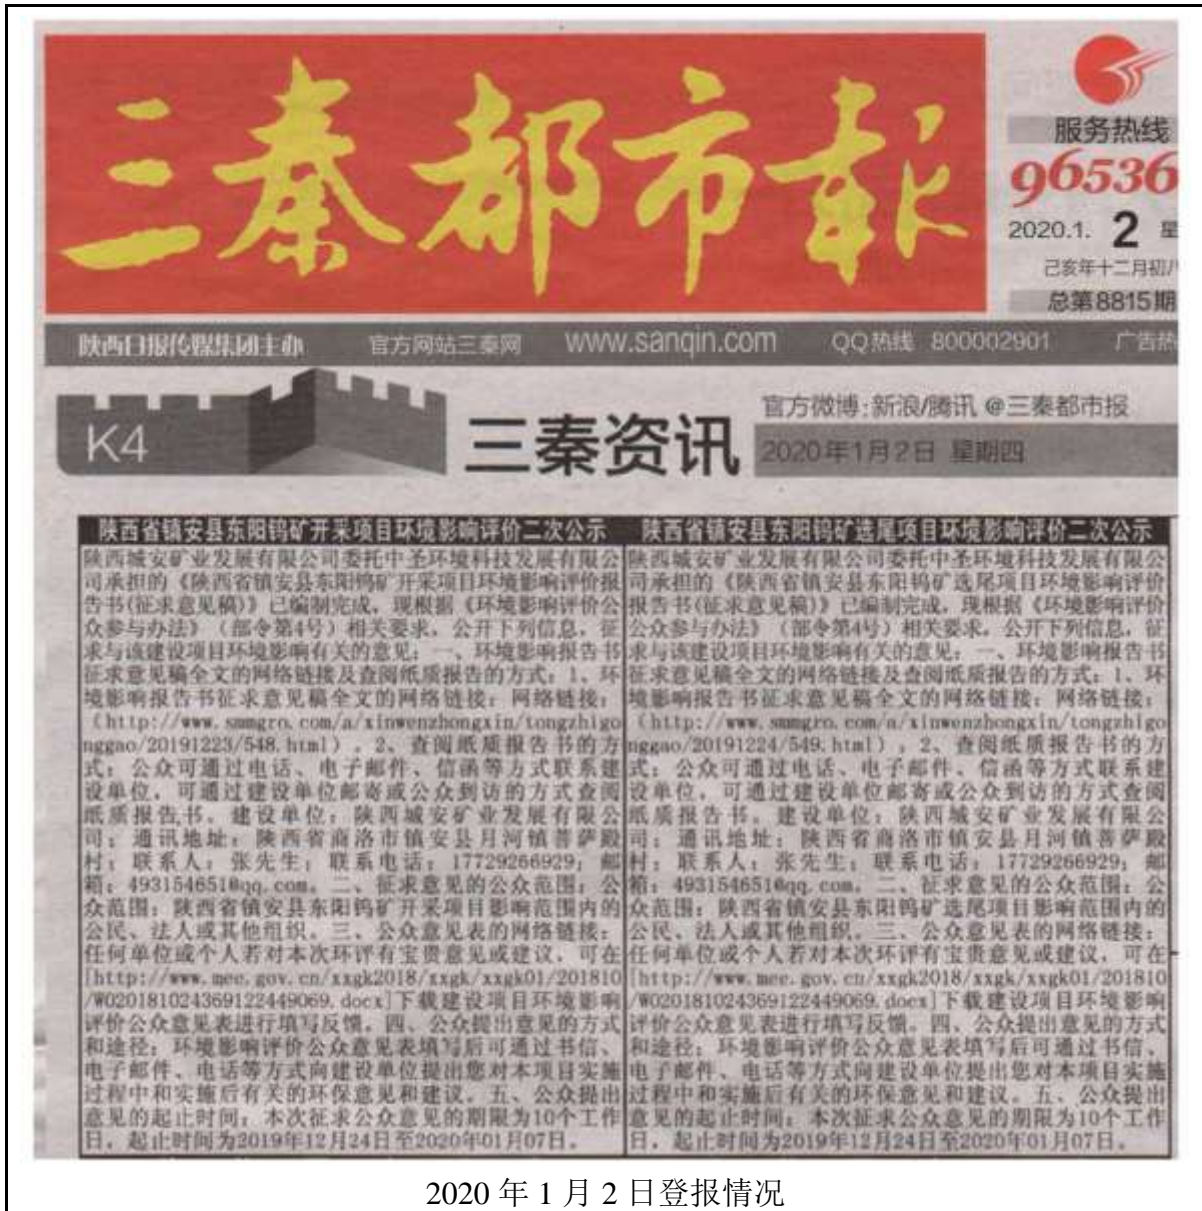 三秦都市報
服务热线
96536
2020.1. 2 星
己亥年十二月初八
总第8815期
陕西日报传媒集团主办 官方网站三秦网 www.sanqin.com QQ热线 800002901 广告热
K4
三秦资讯
官方微博:新浪/腾讯 @三秦都市报
2020年1月2日 星期四
陕西省镇安县东阳钨矿开采项目环境影响评价二次公示
陕西城安矿业发展有限公司委托中圣环境科技发展有限公
司承担的《陕西省镇安县东阳钨矿开采项目环境影响评价报
告书(征求意见稿)》已编制完成，现根据《环境影响评价公
众参与办法》（部令第4号）相关要求，公开下列信息，征
求与该建设项目环境影响有关的意见：一、环境影响报告书
征求意见稿全文的网络链接及查阅纸质报告的方式：1、环
境影响报告书征求意见稿全文的网络链接：网络链接：
（http://www.smmgro.com/a/xinwenzhongxin/tongzhigo
nggao/20191223/548.html）。2、查阅纸质报告书的方
式：公众可通过电话、电子邮件、信函等方式联系建
设单位，可通过建设单位邮寄或公众到访的方式查阅
纸质报告书。建设单位：陕西城安矿业发展有限公
司；通讯地址：陕西省商洛市镇安县月河镇菩萨殿
村；联系人：张先生；联系电话：17729266929；邮
箱：493154651@qq.com。二、征求意见的公众范围：公
众范围：陕西省镇安县东阳钨矿开采项目影响范围内的
公民、法人或其他组织。三、公众意见表的网络链接：
任何单位或个人若对本次环评有宝贵意见或建议，可在
[http://www.mee.gov.cn/xxgk2018/xxgk/xxgk01/201810
/W020181024369122449069.docx]下载建设项目环境影响
评价公众意见表进行填写反馈。四、公众提出意见的方式
和途径：环境影响评价公众意见表填写后可通过书信、
电子邮件、电话等方式向建设单位提出您对本项目实施
过程中和实施后有关的环保意见和建议。五、公众提出
意见的起止时间：本次征求公众意见的期限为10个工作
日，起止时间为2019年12月24日至2020年01月07日。
陕西省镇安县东阳钨矿选尾项目环境影响评价二次公示
陕西城安矿业发展有限公司委托中圣环境科技发展有限公
司承担的《陕西省镇安县东阳钨矿选尾项目环境影响评价
报告书(征求意见稿)》已编制完成，现根据《环境影响评价
公众参与办法》（部令第4号）相关要求，公开下列信息，征
求与该建设项目环境影响有关的意见：一、环境影响报告书
征求意见稿全文的网络链接及查阅纸质报告的方式：1、环
境影响报告书征求意见稿全文的网络链接：网络链接：
（http://www.smmgro.com/a/xinwenzhongxin/tongzhigo
nggao/20191224/549.html）。2、查阅纸质报告书的方
式：公众可通过电话、电子邮件、信函等方式联系建
设单位，可通过建设单位邮寄或公众到访的方式查阅
纸质报告书。建设单位：陕西城安矿业发展有限公
司；通讯地址：陕西省商洛市镇安县月河镇菩萨殿
村；联系人：张先生；联系电话：17729266929；邮
箱：493154651@qq.com。二、征求意见的公众范围：公
众范围：陕西省镇安县东阳钨矿选尾项目影响范围内的
公民、法人或其他组织。三、公众意见表的网络链接：
任何单位或个人若对本次环评有宝贵意见或建议，可在
[http://www.mee.gov.cn/xxgk2018/xxgk/xxgk01/201810
/W020181024369122449069.docx]下载建设项目环境影响
评价公众意见表进行填写反馈。四、公众提出意见的方式
和途径：环境影响评价公众意见表填写后可通过书信、
电子邮件、电话等方式向建设单位提出您对本项目实施
过程中和实施后有关的环保意见和建议。五、公众提出
意见的起止时间：本次征求公众意见的期限为10个工作
日，起止时间为2019年12月24日至2020年01月07日。
2020 年 1 月 2 日登报情况